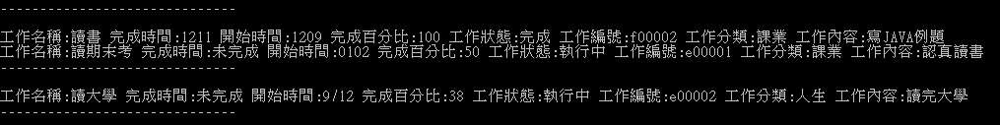 ------------------------------
工作名稱:讀書 完成時間:1211 開始時間:1209 完成百分比:100 工作狀態:完成 工作編號:f00002 工作分類:課業 工作內容:寫JAVA例題
工作名稱:讀期末考 完成時間:未完成 開始時間:0102 完成百分比:50 工作狀態:執行中 工作編號:e00001 工作分類:課業 工作內容:認真讀書
------------------------------
工作名稱:讀大學 完成時間:未完成 開始時間:9/12 完成百分比:38 工作狀態:執行中 工作編號:e00002 工作分類:人生 工作內容:讀完大學
------------------------------